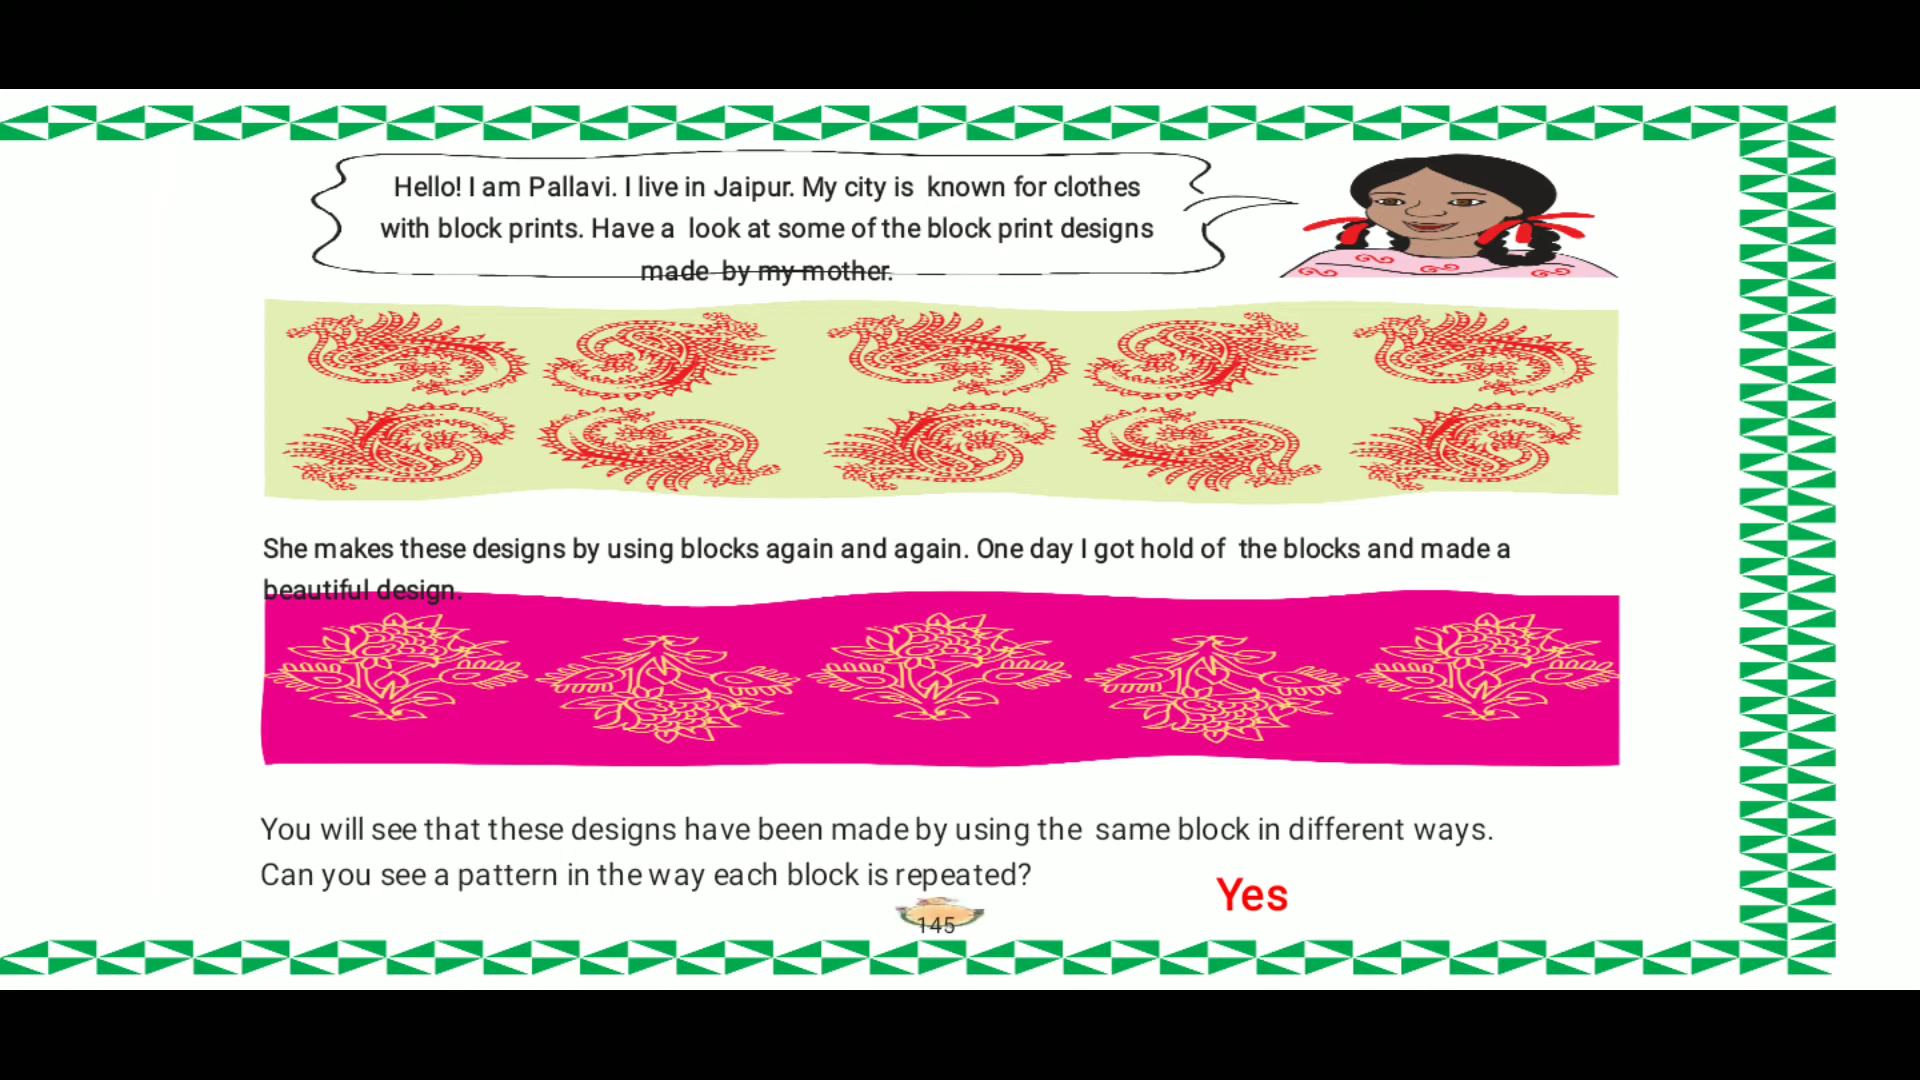 Hello! I am Pallavi. I live in Jaipur. My city is known for clothes
with block prints. Have a look at some of the block print designs
made by my mother.
She makes these designs by using blocks again and again. One day I got hold of the blocks and made a
beautiful design.
You will see that these designs have been made by using the same block in different ways.
Can you see a pattern in the way each block is repeated?
Yes
145